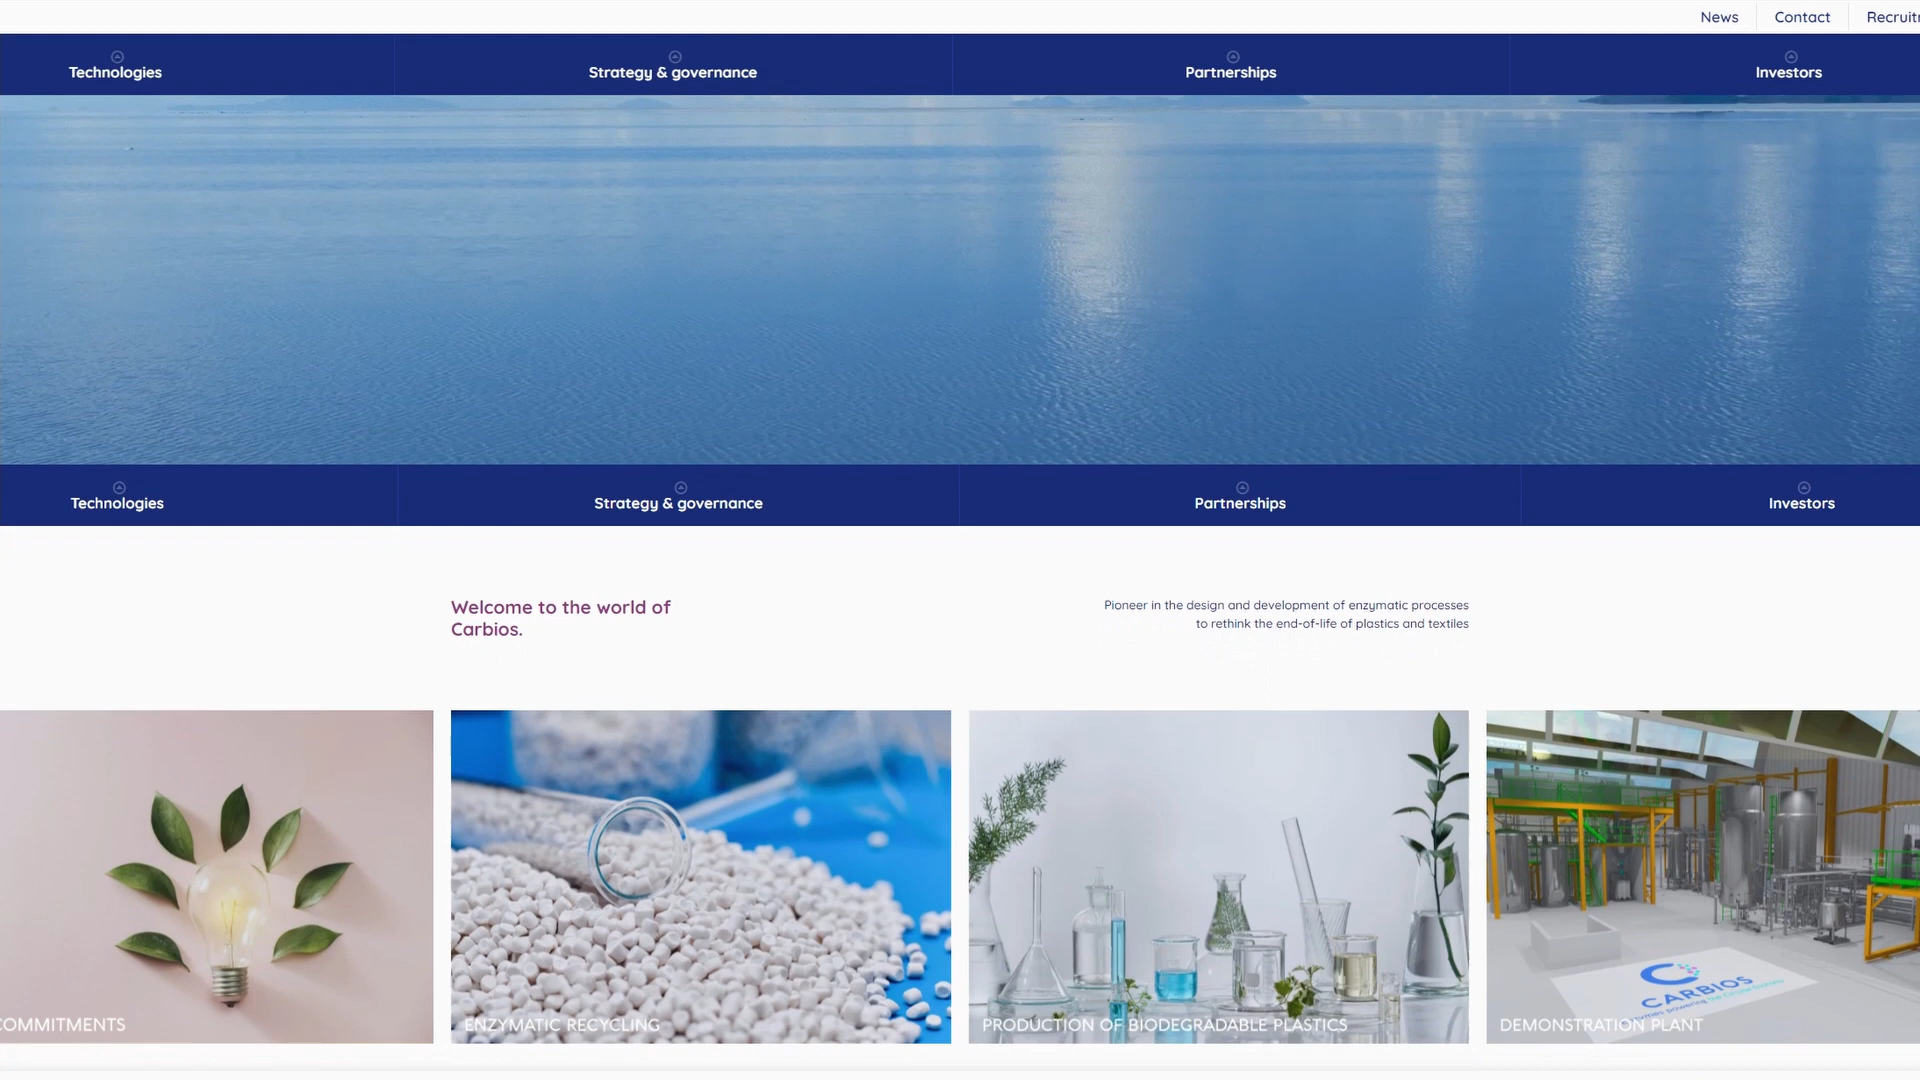 News
Contact
Technologies
Strategy & governance
Partnerships
Investors
Technologies
Strategy & governance
Partnerships
Investors
Welcome to the world of
Carbios.
Pioneer in the design and development of enzymatic processes
to rethink the end-of-life of plastics and textiles
COMMITMENTS
ENZYMATIC RECYCLING
PRODUCTION OF BIODEGRADABLE PLASTICS
CARBIOS
DEMONSTRATION PLANT